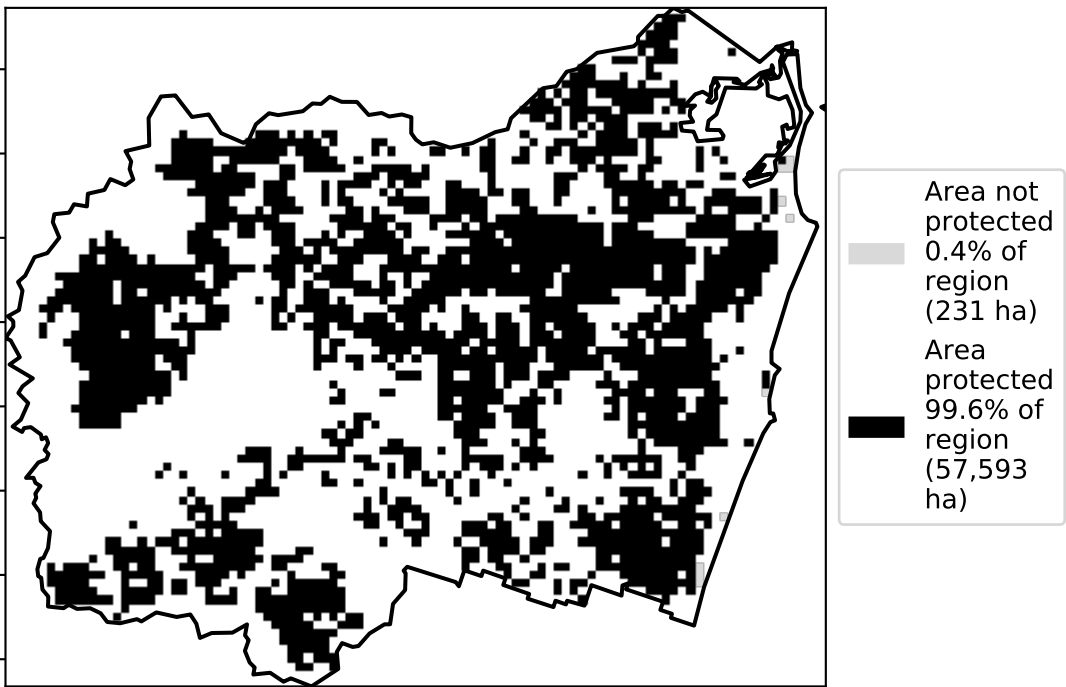 Area not
protected
0.4% of
region
(231 ha)
Area
protected
99.6% of
region
(57,593
ha)